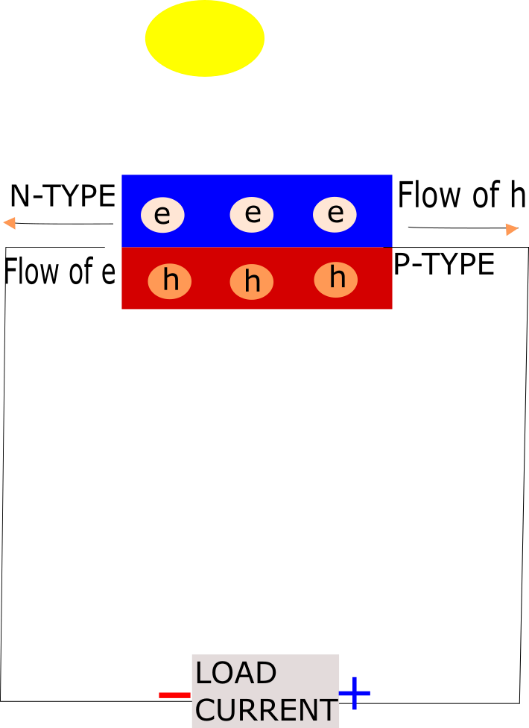 N-TYPE
Flow of h
e e e
Flow of e
P-TYPE
h h h
LOAD
CURRENT